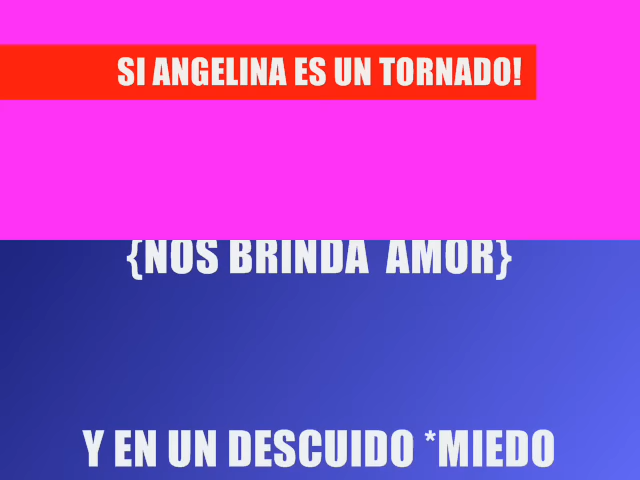 SI ANGELINA ES UN TORNADO!
{NOS BRINDA  AMOR}
Y EN UN DESCUIDO *MIEDO